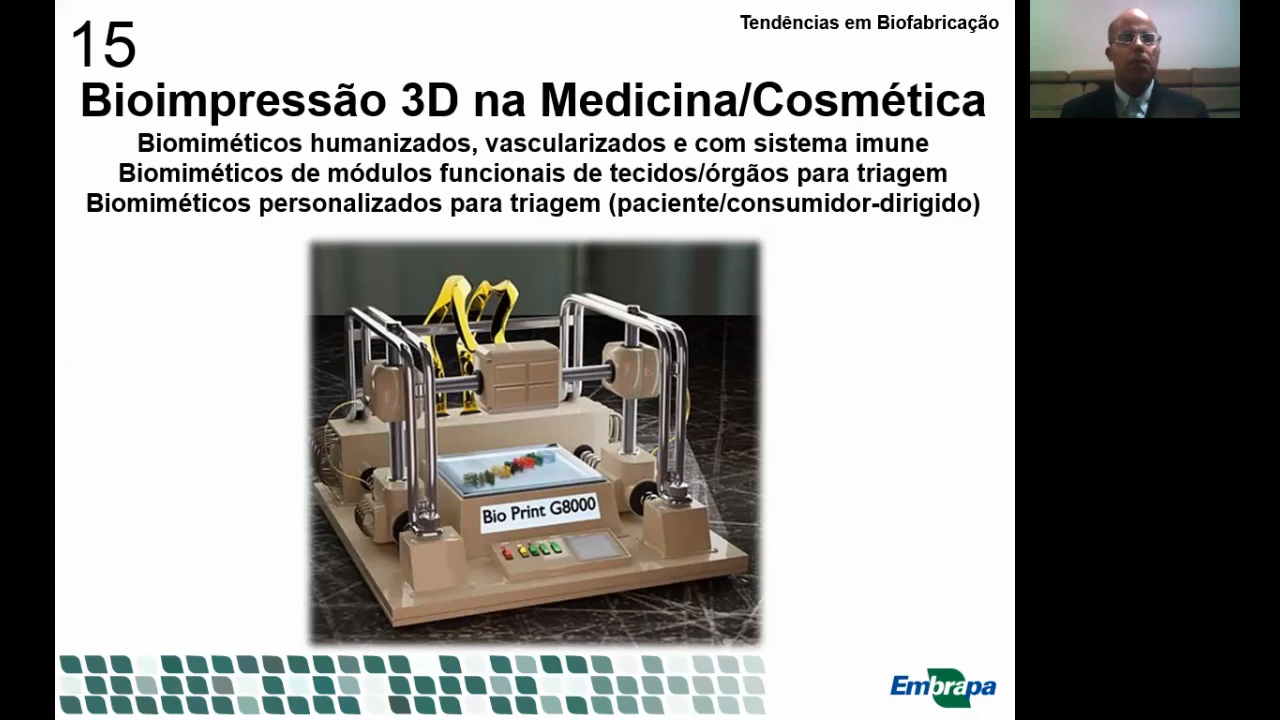 15
Tendências em Biofabricação
Bioimpressão 3D na Medicina/Cosmética
Biomiméticos humanizados, vascularizados e com sistema imune
Biomiméticos de módulos funcionais de tecidos/órgãos para triagem
Biomiméticos personalizados para triagem (paciente/consumidor-dirigido)
Bio Print G8000
Embrapa